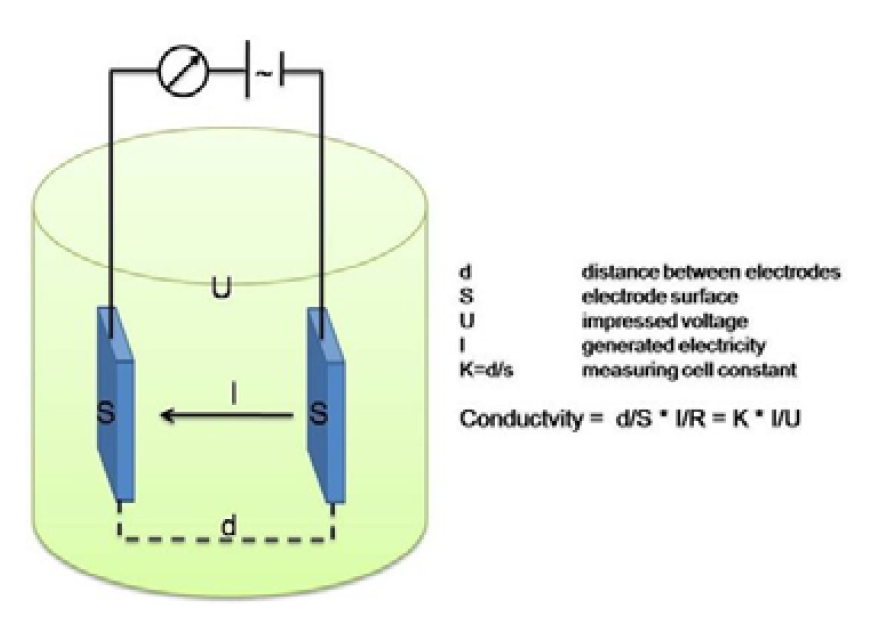 ~
U
S
I
S
d
d distance between electrodes
S electrode surface
U impressed voltage
I generated electricity
K=d/s measuring cell constant
Conductvity = d/S * I/R = K * I/U